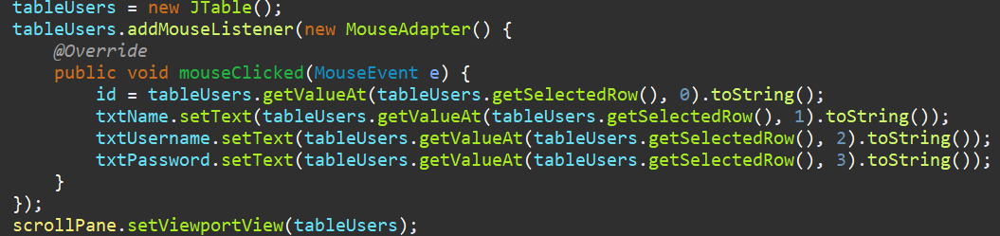 tableUsers = new JTable();
tableUsers.addMouseListener(new MouseAdapter() {
@Override
public void mouseClicked(MouseEvent e) {
id = tableUsers.getValueAt(tableUsers.getSelectedRow(), 0).toString();
txtName.setText(tableUsers.getValueAt(tableUsers.getSelectedRow(), 1).toString());
txtUsername.setText(tableUsers.getValueAt(tableUsers.getSelectedRow(), 2).toString());
txtPassword.setText(tableUsers.getValueAt(tableUsers.getSelectedRow(), 3).toString());
}
});
scrollPane.setViewportView(tableUsers);